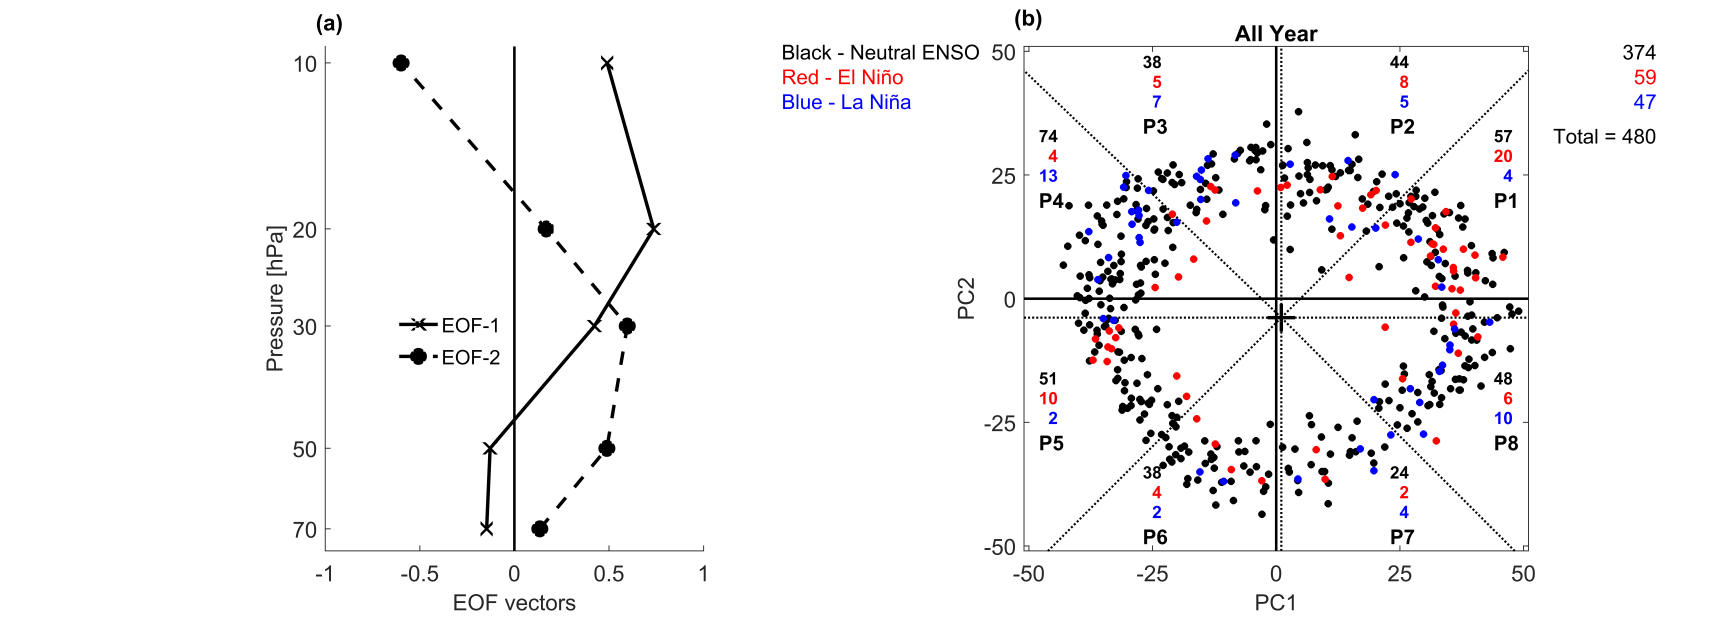 (a)
10
20
30
50
70
Pressure [hPa]
EOF-1
EOF-2
-1
-0.5
0
0.5
1
EOF vectors
Black - Neutral ENSO
Red - El Niño
Blue - La Niña
(b)
All Year
374
59
47
Total = 480
50
25
0
-25
-50
PC2
38
5
7
P3
44
8
5
P2
74
4
13
P4
57
20
4
P1
51
10
2
P5
48
6
10
P8
38
4
2
P6
24
2
4
P7
-50
-25
0
25
50
PC1